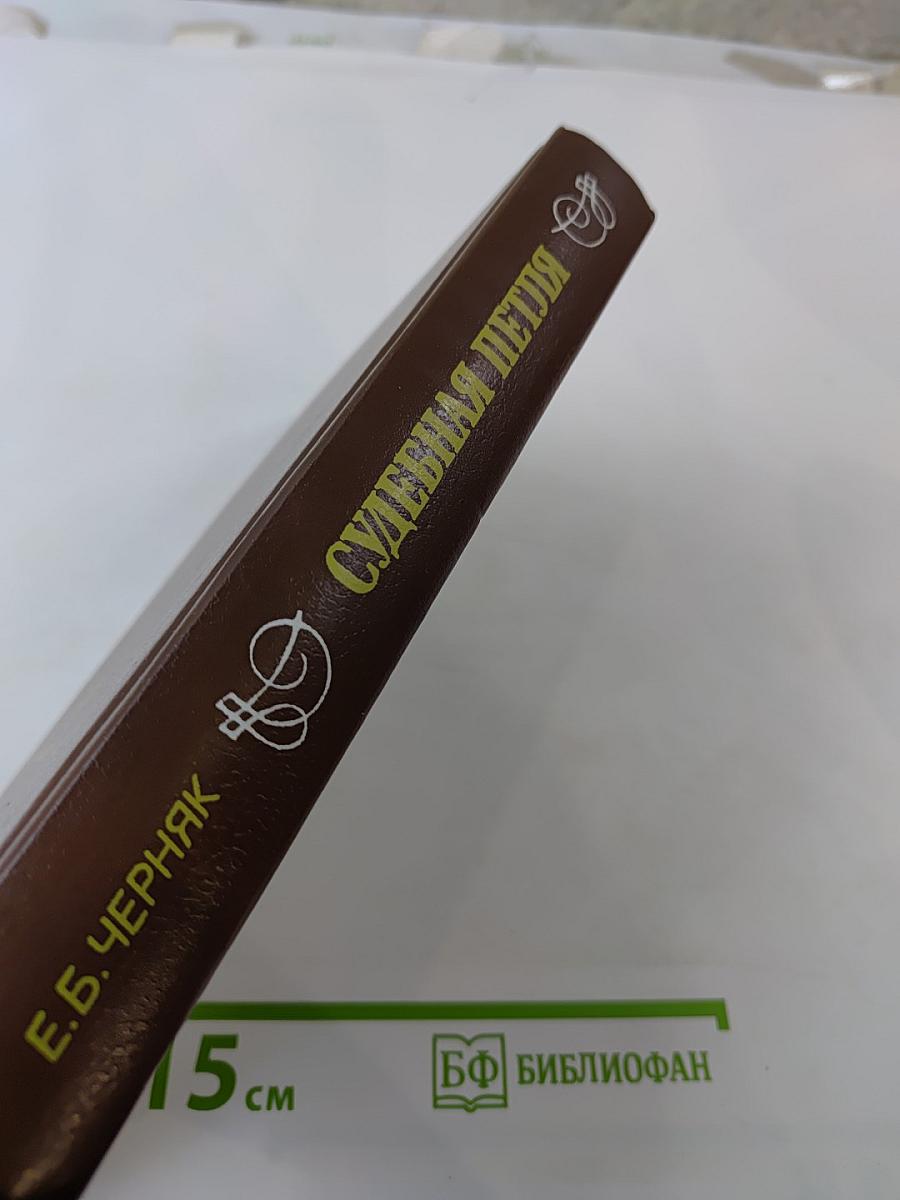 Е.Б. ЧЕРНЯК
СУДЕБНАЯ ПЕТЛЯ
15 см
БФ БИБЛИОФАН